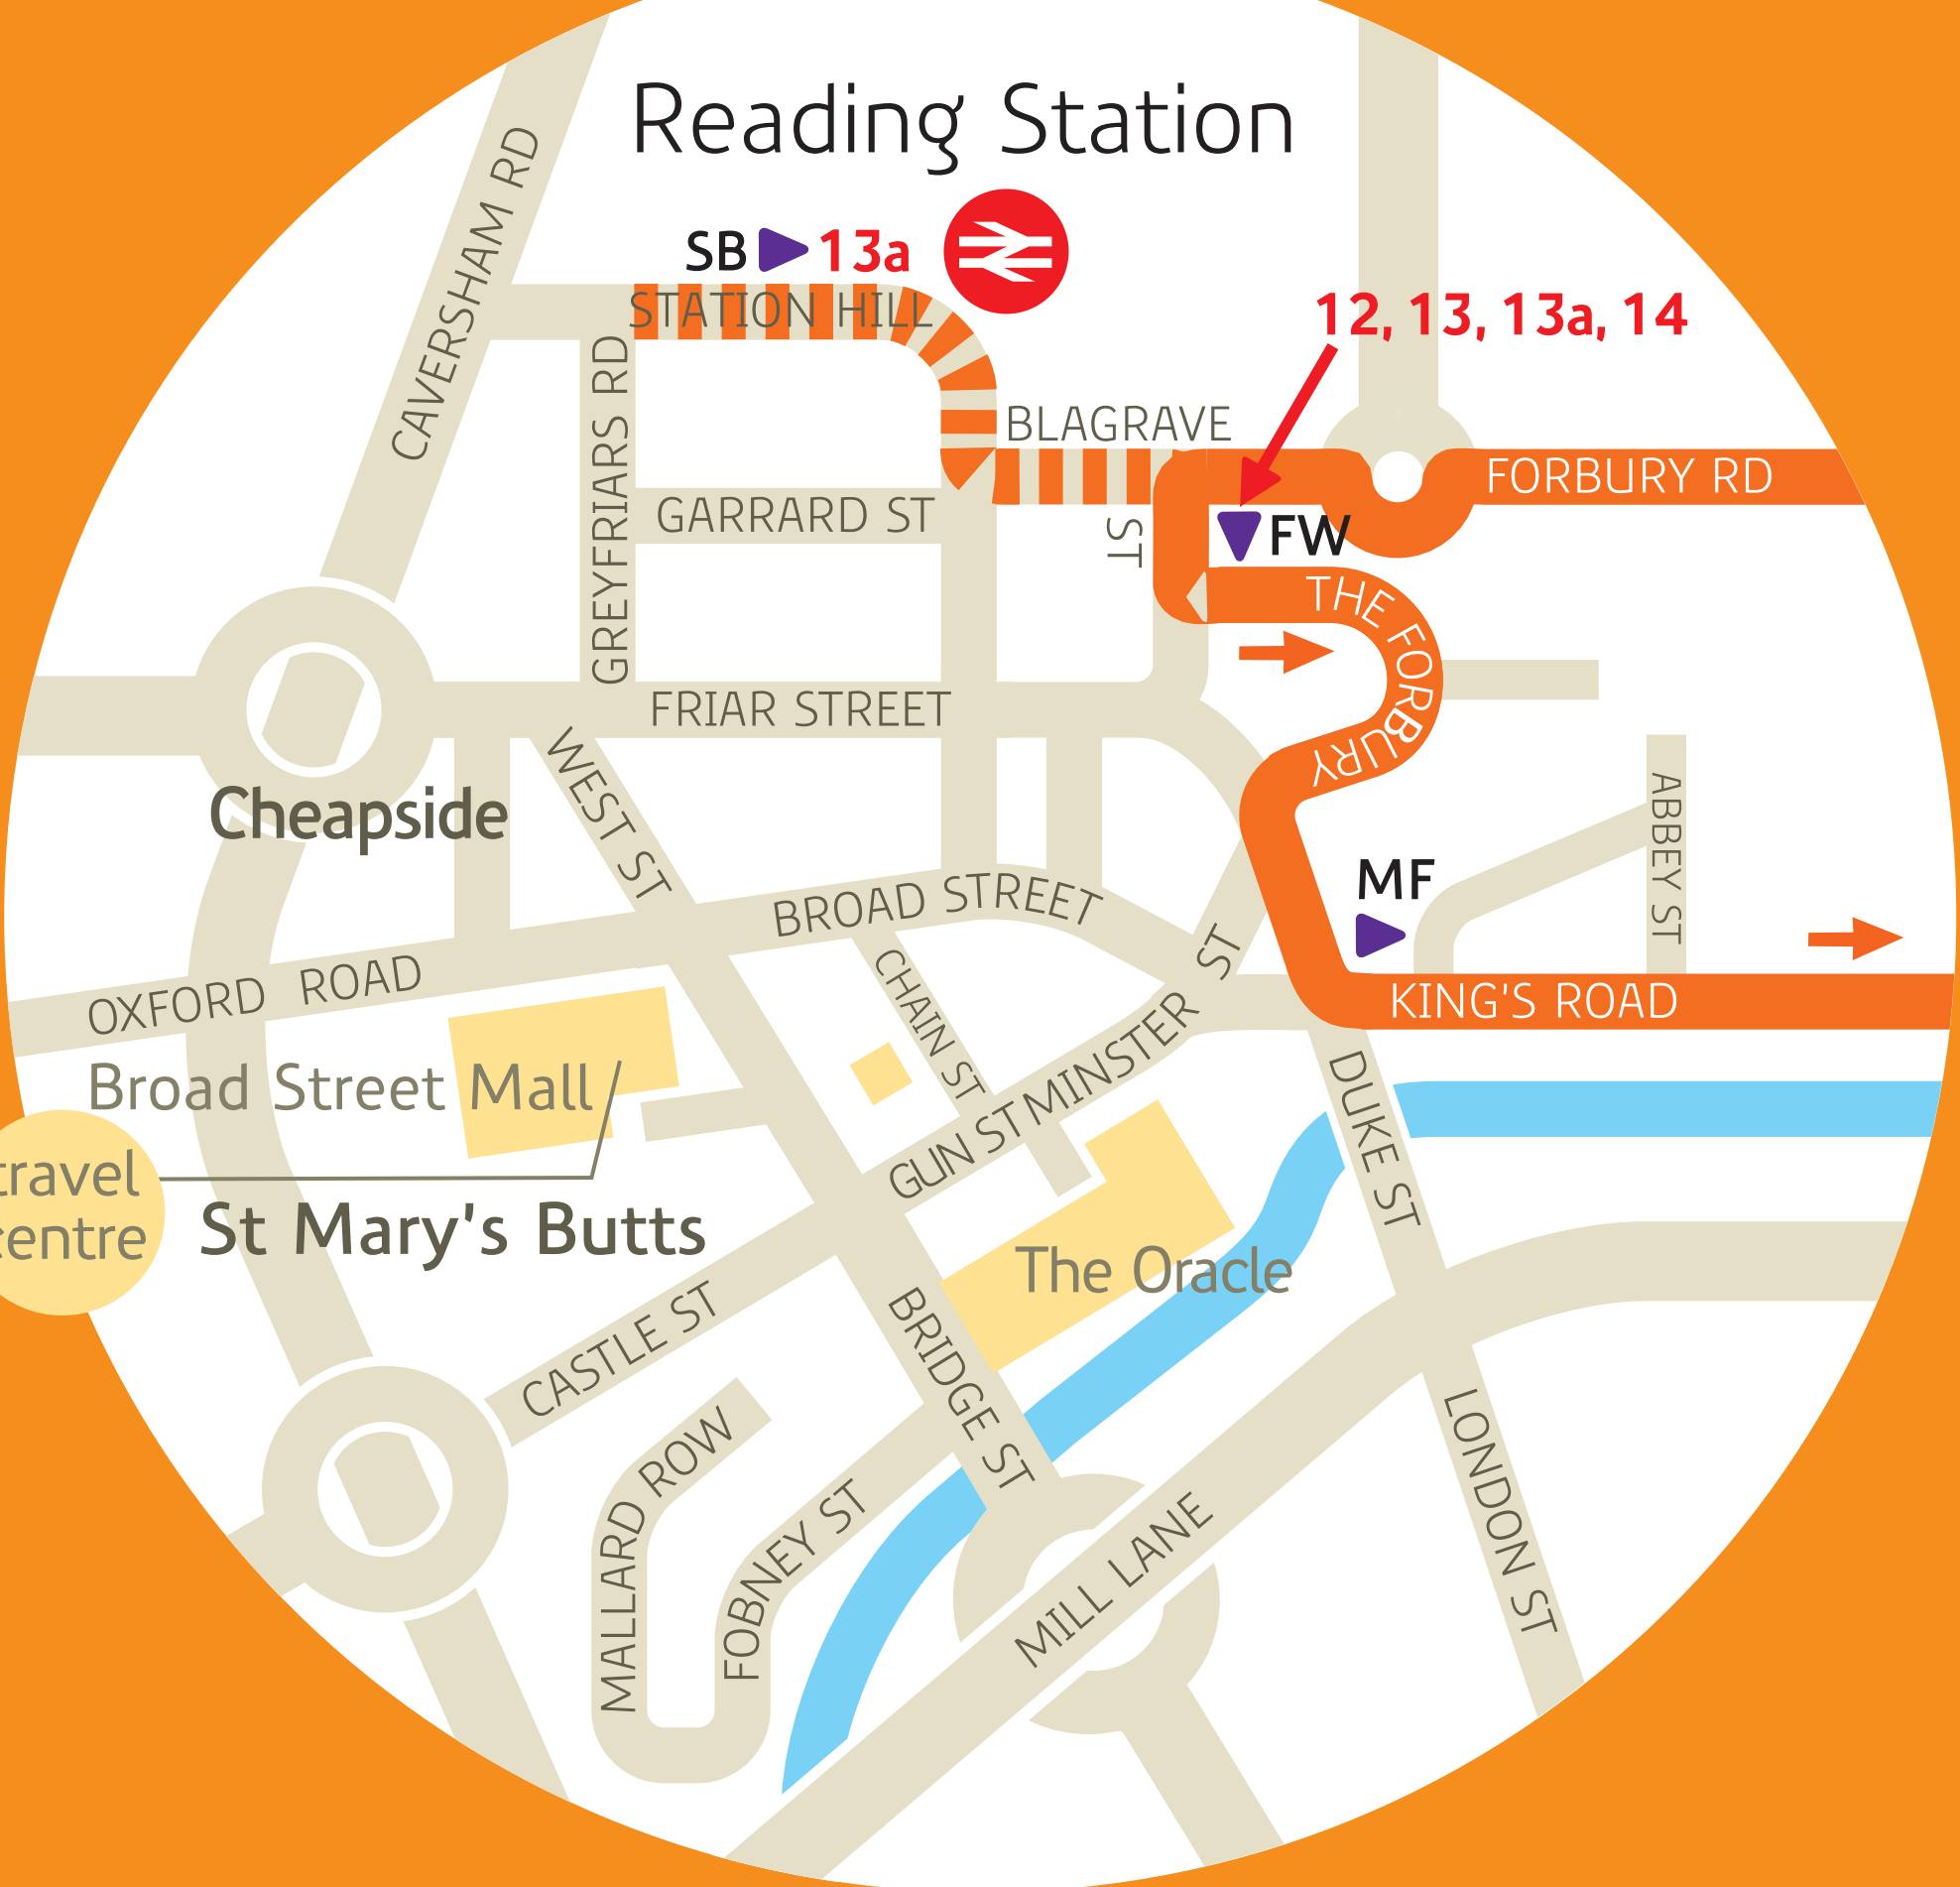 Reading Station
CAVERSHAM RD
SB 13a
STATION HILL
12, 13, 13a, 14
BLAGRAVE
ST
FORBURY RD
GREYFRIARS RD
GARRARD ST
FW
THE FORBURY
FRIAR STREET
WEST ST
Cheapside
ABBEY ST
MF
BROAD STREET
OXFORD ROAD
CHAIN ST
KING'S ROAD
Broad Street Mall
GUN ST
MINSTER ST
DUKE ST
travel
centre
St Mary's Butts
The Oracle
CASTLE ST
BRIDGE ST
MALLARD ROW
FOBNEY ST
MILL LANE
LONDON ST